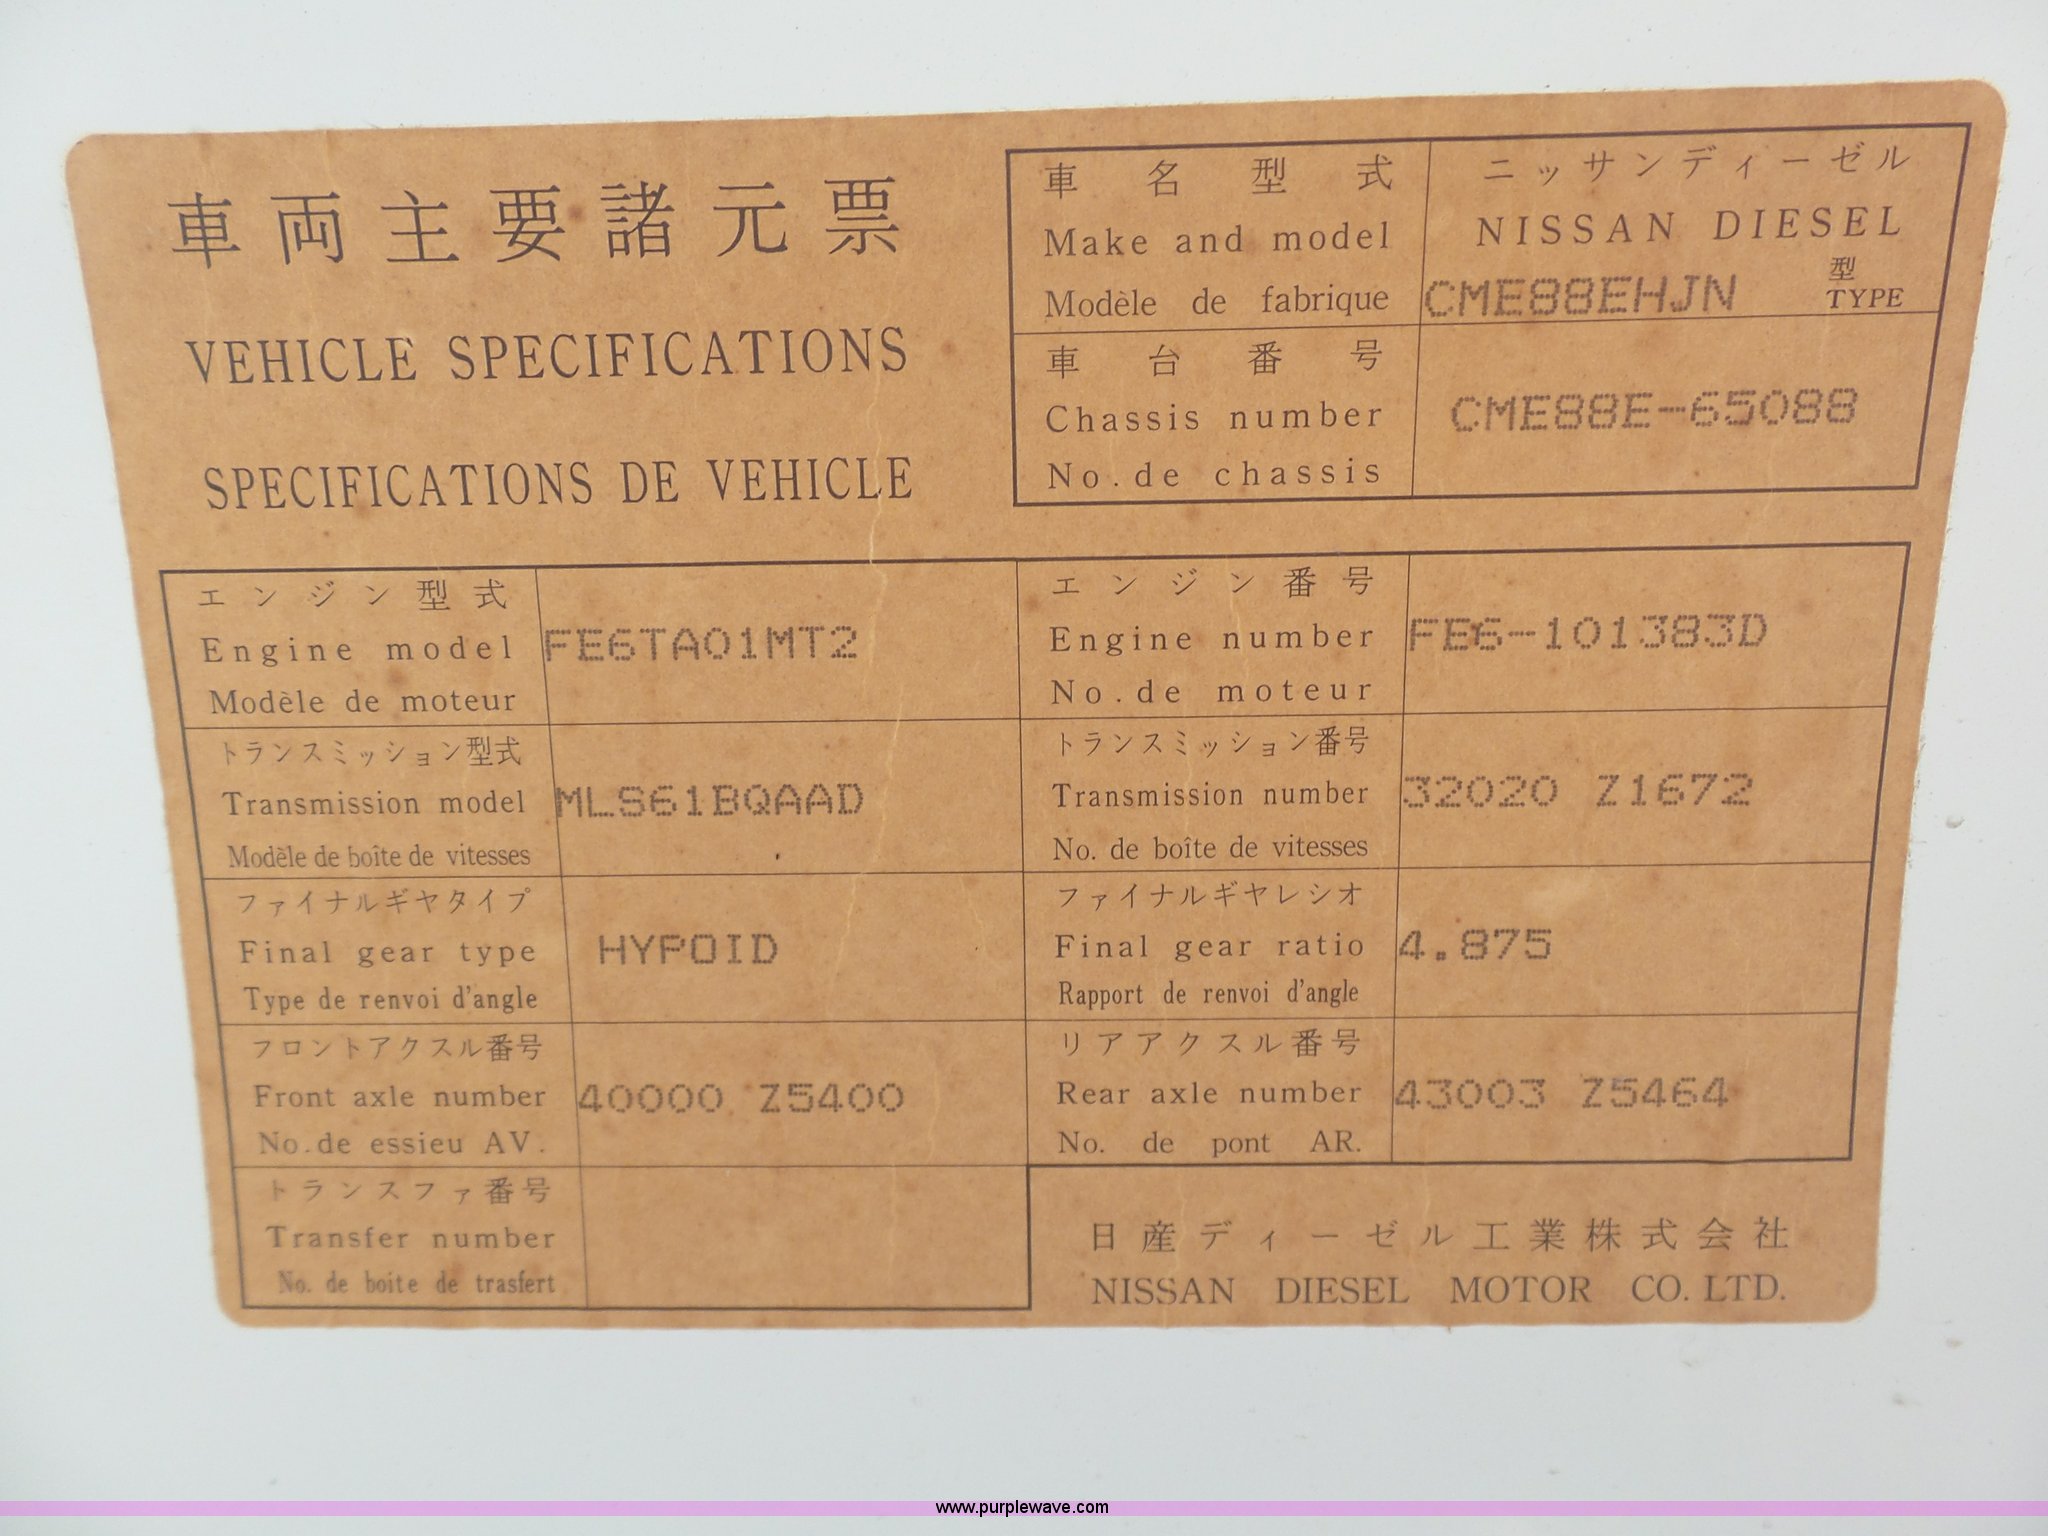 車両主要諸元票
VEHICLE SPECIFICATIONS
SPECIFICATIONS DE VEHICLE
車名型式
Make and model
Modèle de fabrique
ニッサンディーゼル
NISSAN DIESEL
CME88EHJN 型 TYPE
車台番号
Chassis number
No. de chassis
CME88E-65088
エンジン型式
Engine model
Modèle de moteur
FE6TA01MT2
エンジン番号
Engine number
No. de moteur
FE6-101383D
トランスミッション型式
Transmission model
Modèle de boîte de vitesses
MLS61BQAAD
トランスミッション番号
Transmission number
No. de boîte de vitesses
32020 Z1672
ファイナルギヤタイプ
Final gear type
Type de renvoi d'angle
HYPOID
ファイナルギヤレシオ
Final gear ratio
Rapport de renvoi d'angle
4.875
フロントアクスル番号
Front axle number
No. de essieu AV.
40000 Z5400
リアアクスル番号
Rear axle number
No. de pont AR.
43003 Z5464
トランスファ番号
Transfer number
No. de boite de trasfert
日産ディーゼル工業株式会社
NISSAN DIESEL MOTOR CO. LTD.
www.purplewave.com